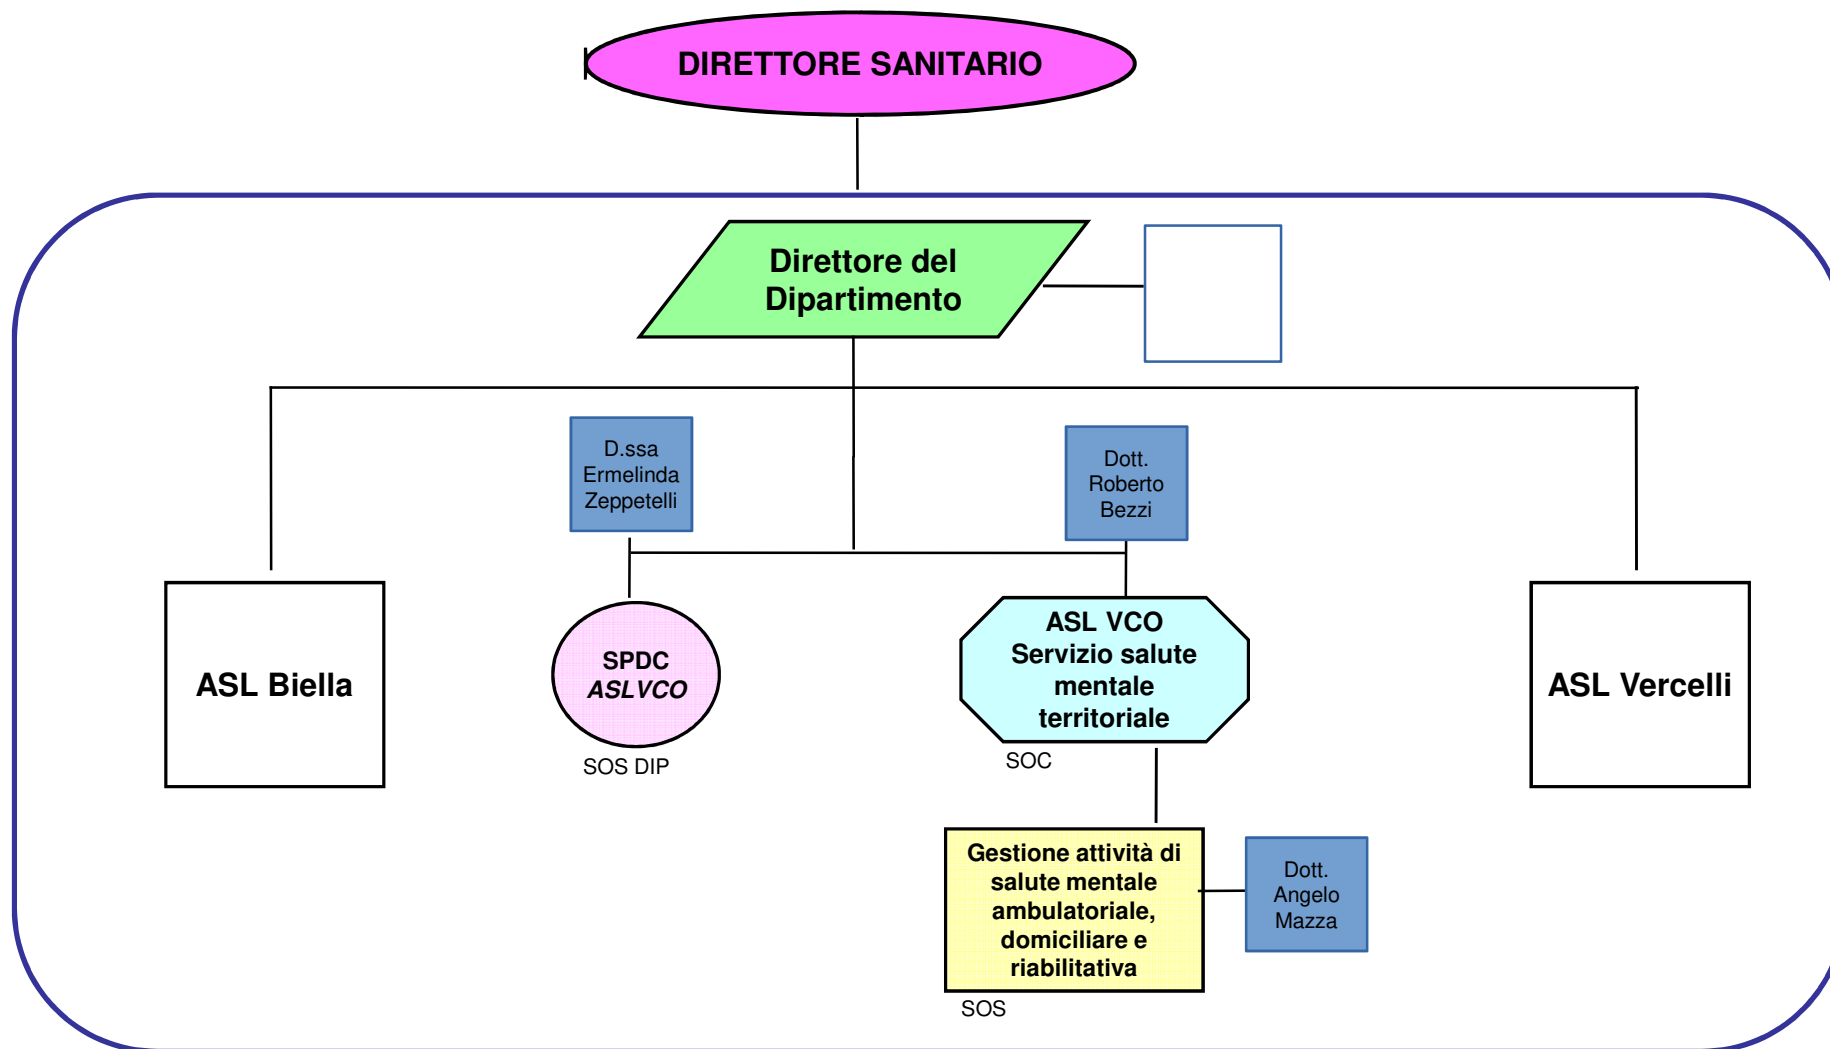 DIRETTORE SANITARIO
Direttore del
Dipartimento
D.ssa
Ermelinda
Zeppetelli
Dott.
Roberto
Bezzi
ASL Biella
SPDC
ASLVCO
SOS DIP
ASL VCO
Servizio salute
mentale
territoriale
SOC
ASL Vercelli
Gestione attività di
salute mentale
ambulatoriale,
domiciliare e
riabilitativa
SOS
Dott.
Angelo
Mazza